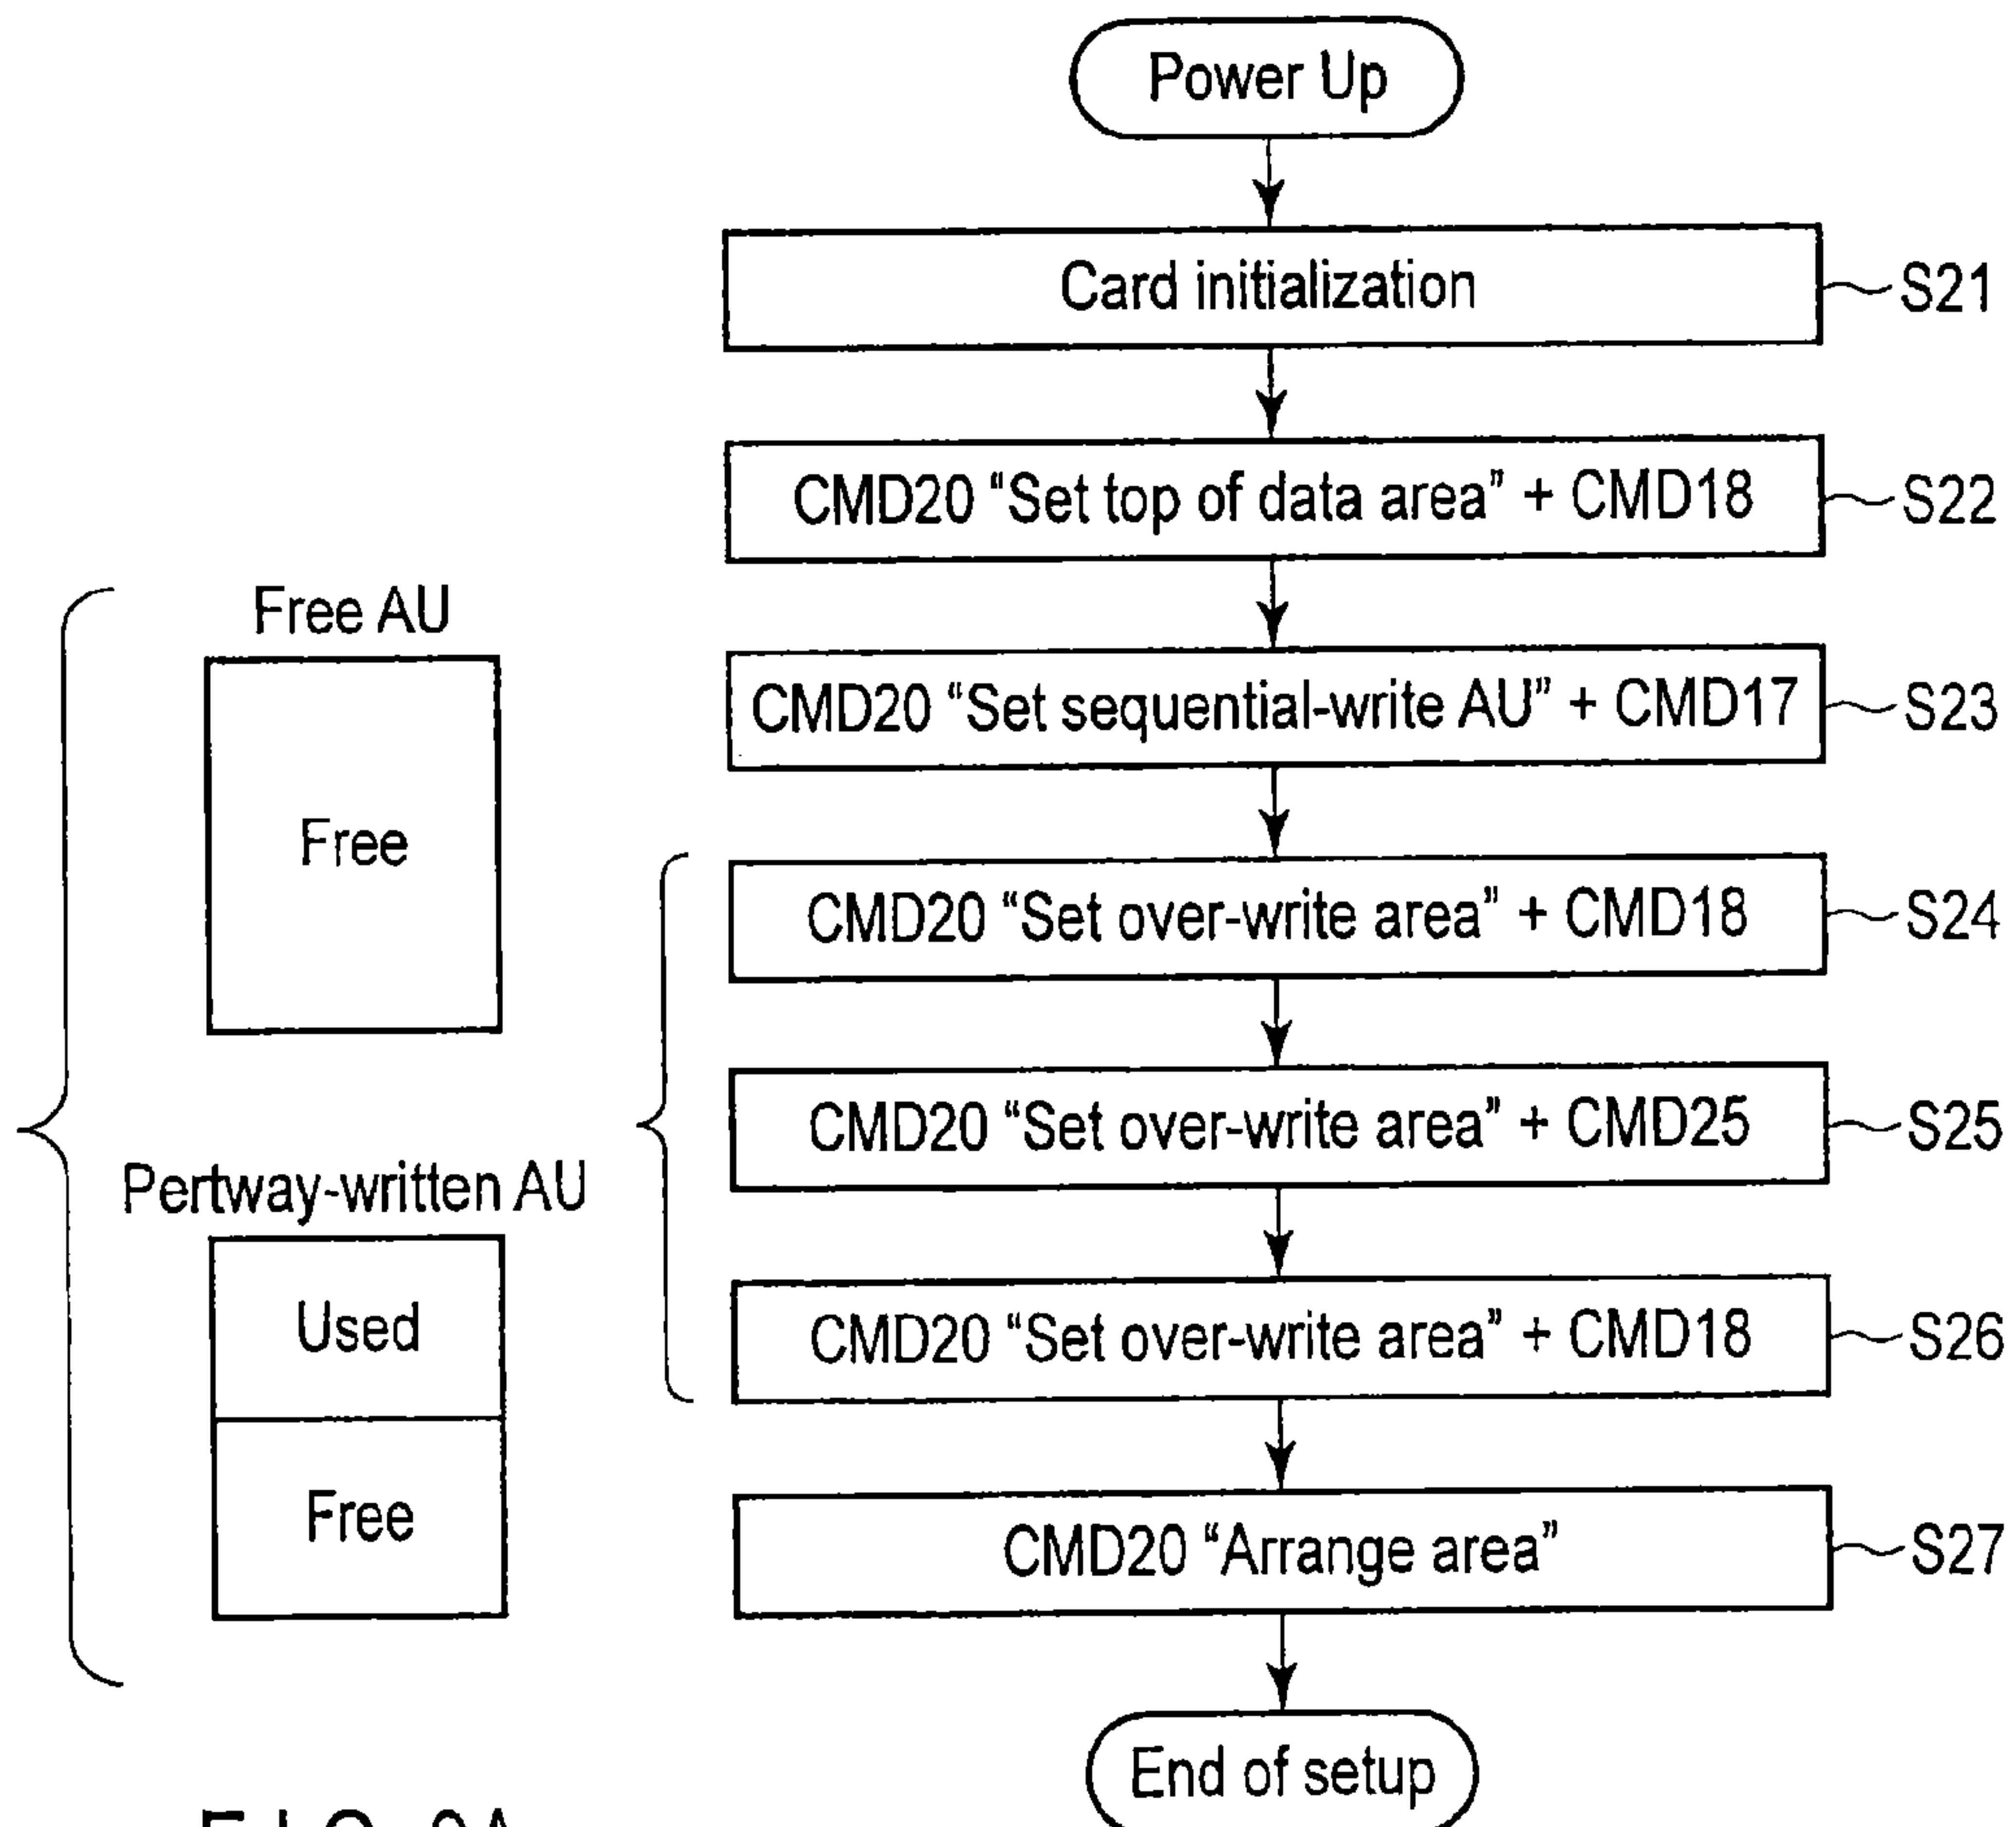 Power Up
Card initialization
S21
CMD20 “Set top of data area” + CMD18
S22
CMD20 “Set sequential-write AU” + CMD17
S23
CMD20 “Set over-write area” + CMD18
S24
CMD20 “Set over-write area” + CMD25
S25
CMD20 “Set over-write area” + CMD18
S26
CMD20 “Arrange area”
S27
End of setup
Free AU
Free
Pertway-written AU
Used
Free